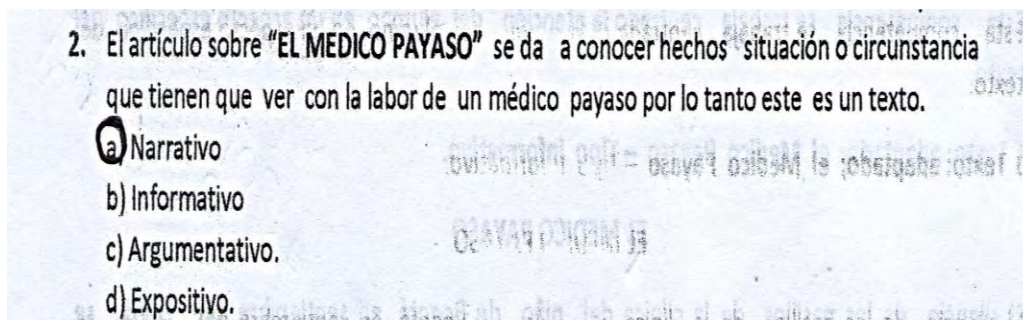 2. El artículo sobre “EL MEDICO PAYASO” se da a conocer hechos situación o circunstancia
que tienen que ver con la labor de un médico payaso por lo tanto este es un texto.
a) Narrativo
b) Informativo
c) Argumentativo.
d) Expositivo.